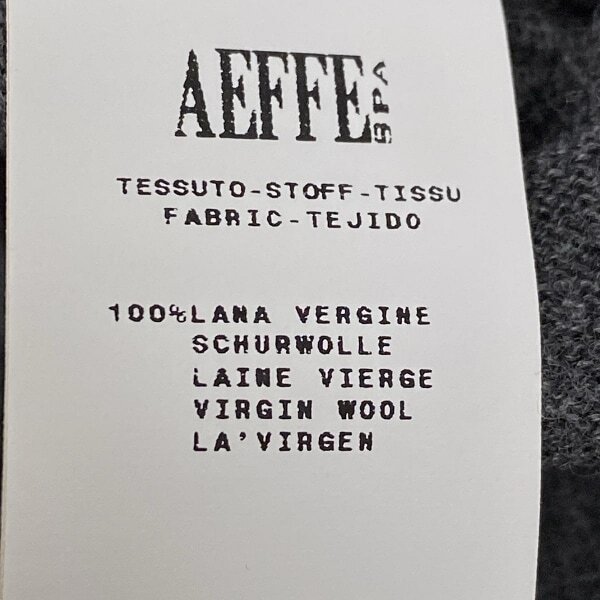 AEFFE SPA
TESSUTO-STOFF-TISSU
FABRIC-TEJIDO
100%LANA VERGINE
SCHURWOLLE
LAINE VIERGE
VIRGIN WOOL
LA'VIRGEN